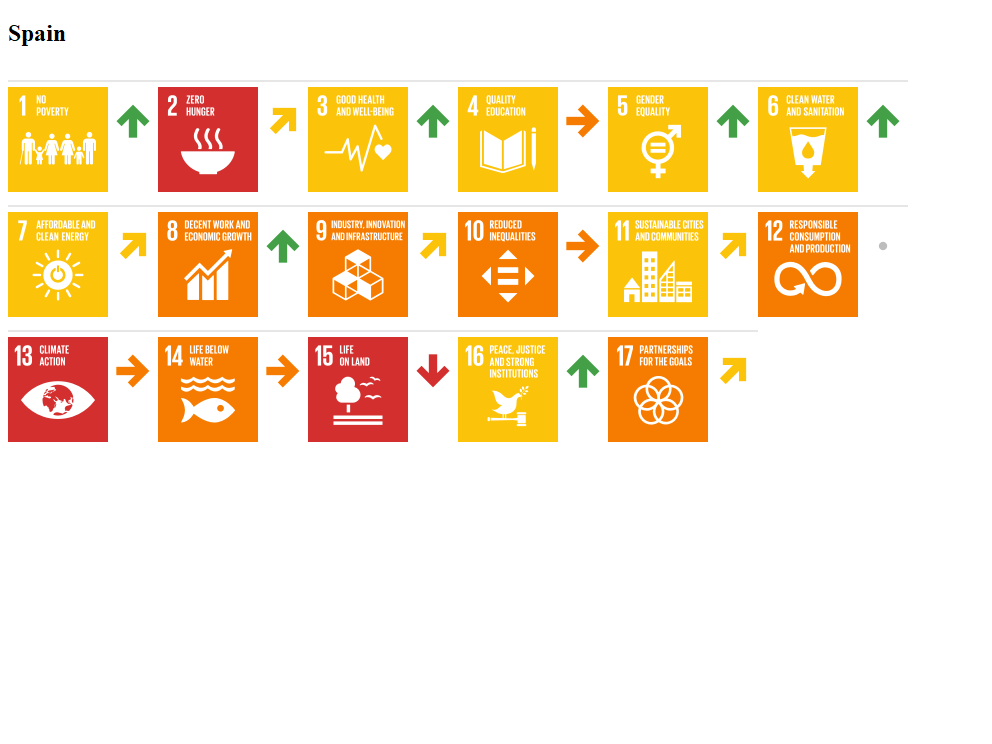 Spain
1 NO
POVERTY
2 ZERO
HUNGER
3 GOOD HEALTH
AND WELL-BEING
4 QUALITY
EDUCATION
5 GENDER
EQUALITY
6 CLEAN WATER
AND SANITATION
7 AFFORDABLE AND
CLEAN ENERGY
8 DECENT WORK AND
ECONOMIC GROWTH
9 INDUSTRY, INNOVATION
AND INFRASTRUCTURE
10 REDUCED
INEQUALITIES
11 SUSTAINABLE CITIES
AND COMMUNITIES
12 RESPONSIBLE
CONSUMPTION
AND PRODUCTION
13 CLIMATE
ACTION
14 LIFE BELOW
WATER
15 LIFE
ON LAND
16 PEACE, JUSTICE
AND STRONG
INSTITUTIONS
17 PARTNERSHIPS
FOR THE GOALS